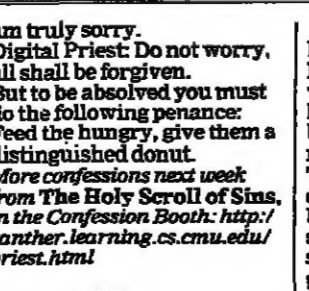 am truly sorry.
Digital Priest: Do not worry,
all shall be forgiven.
But to be absolved you must
do the following penance:
Feed the hungry, give them a
distinguished donut.
More confessions next week
from The Holy Scroll of Sins,
in the Confession Booth: http:/
panther.learning.cs.cmu.edu/
priest.html